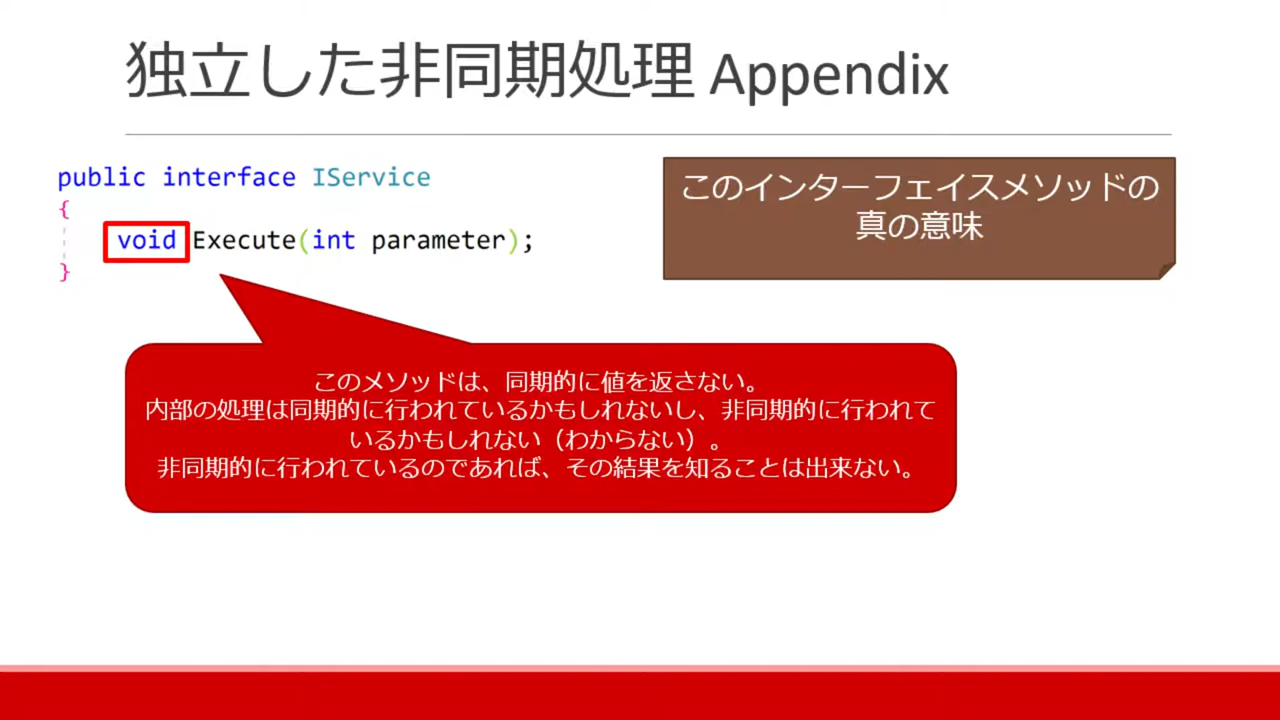 独立した非同期処理 Appendix
public interface IService
{
void Execute(int parameter);
}
このインターフェイスメソッドの
真の意味
このメソッドは、同期的に値を返さない。
内部の処理は同期的に行われているかもしれないし、非同期的に行われて
いるかもしれない（わからない）。
非同期的に行われているのであれば、その結果を知ることは出来ない。